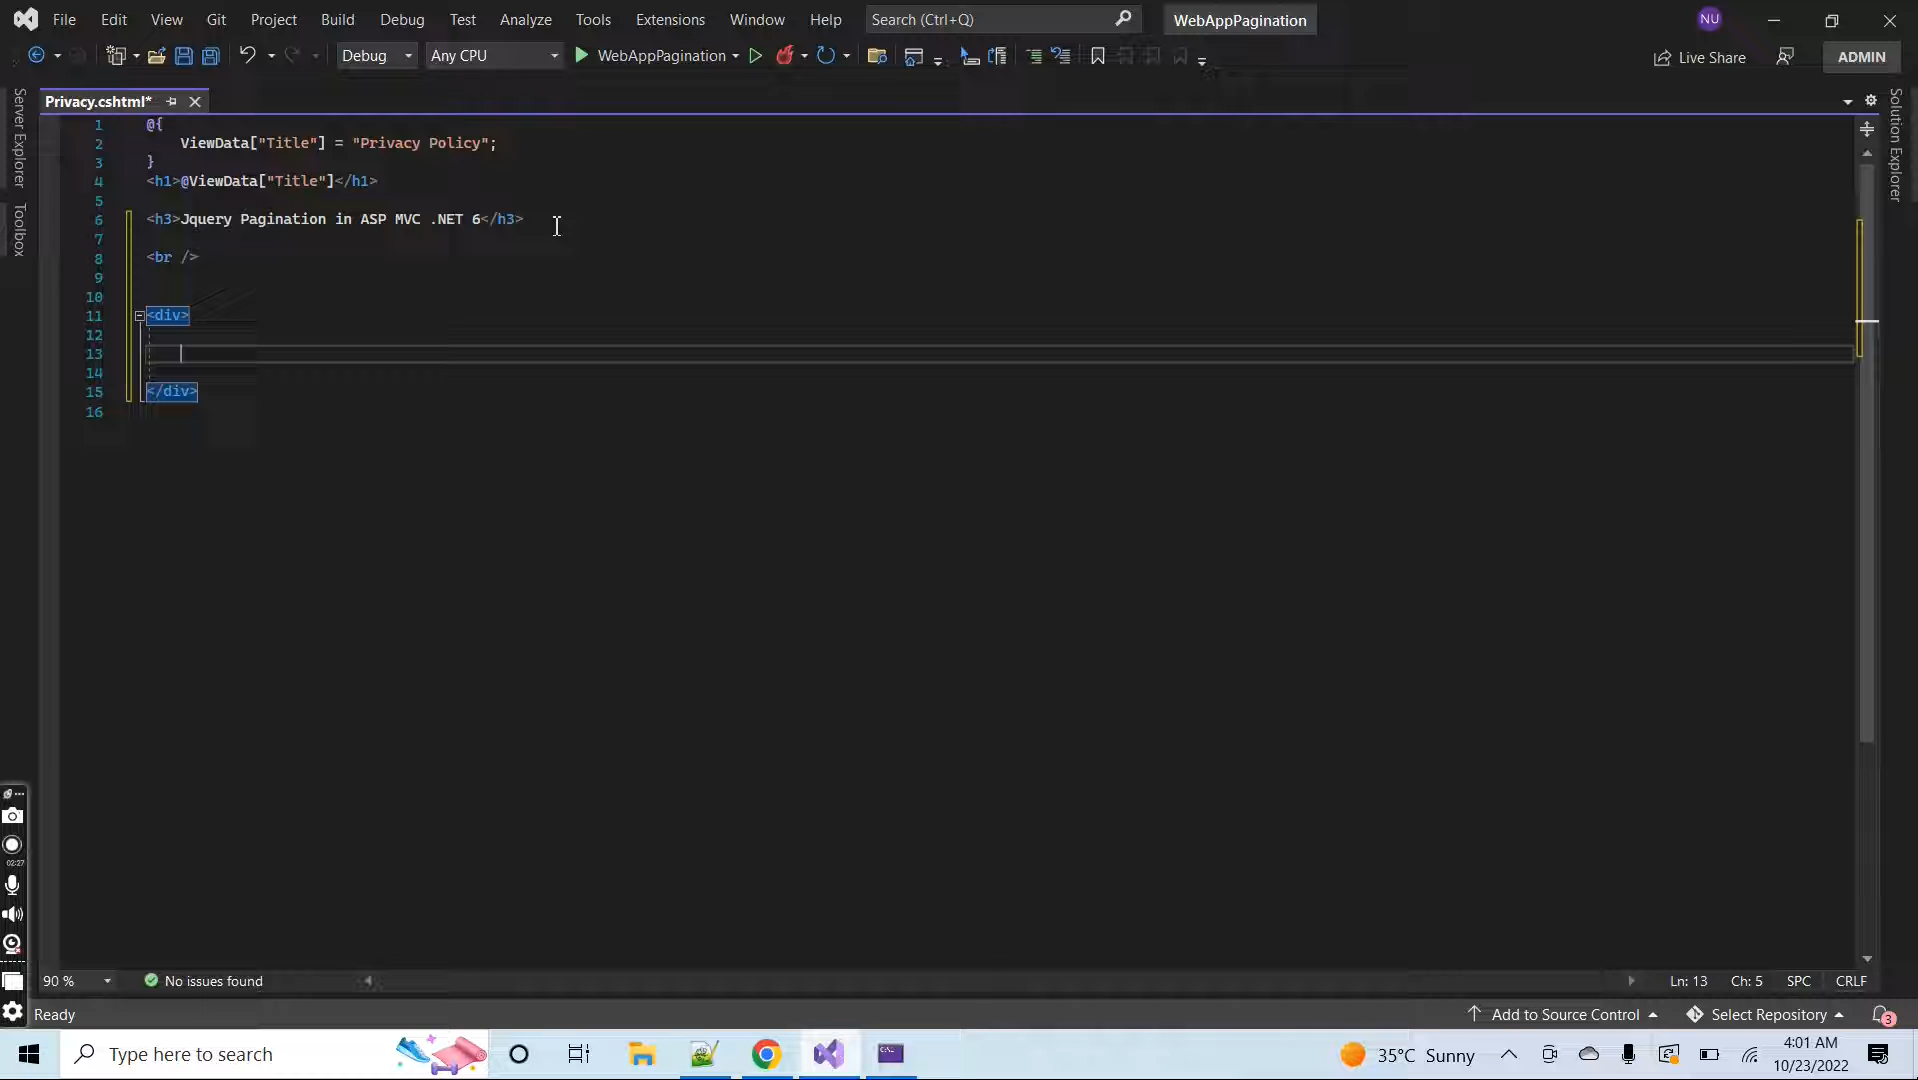 File Edit View Git Project Build Debug Test Analyze Tools Extensions Window Help Search (Ctrl+Q) WebAppPagination NU
Debug Any CPU WebAppPagination Live Share ADMIN
Server Explorer
Toolbox
Solution Explorer
Privacy.cshtml*
1 @{
2 ViewData["Title"] = "Privacy Policy";
3 }
4 <h1>@ViewData["Title"]</h1>
5
6 <h3>Jquery Pagination in ASP MVC .NET 6</h3>
7
8 <br />
9
10
11 <div>
12
13
14
15 </div>
16
02:27
90 % No issues found Ln: 13 Ch: 5 SPC CRLF
Ready Add to Source Control Select Repository 3
Type here to search 35°C Sunny 4:01 AM
10/23/2022